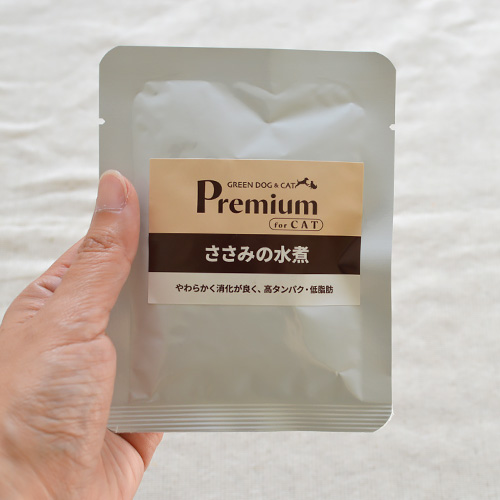 GREEN DOG & CAT
Premium
for CAT
ささみの水煮
やわらかく消化が良く、高タンパク・低脂肪